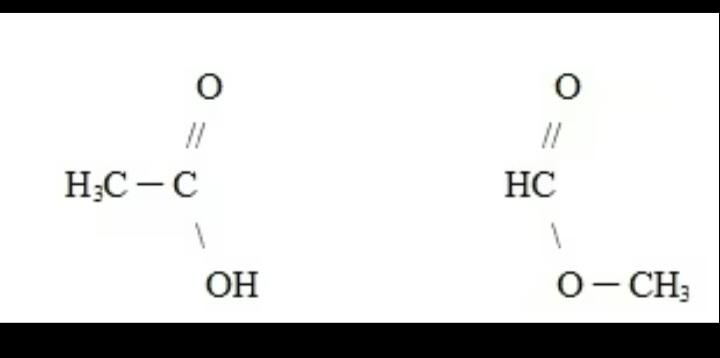 O O
// //
H₃C – C HC
\ \
OH O – CH₃